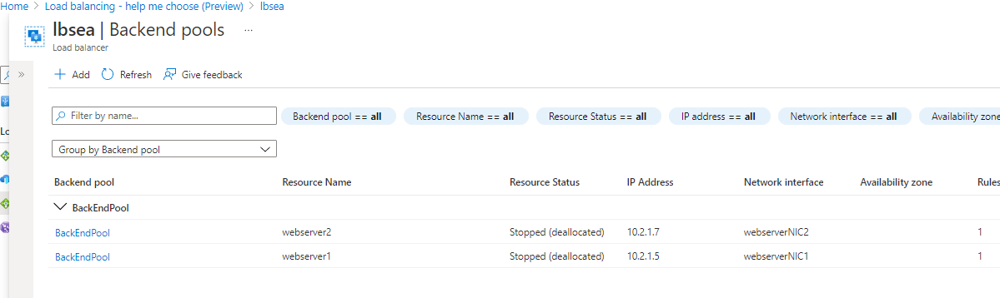 Home > Load balancing - help me choose (Preview) > lbsea
lbsea | Backend pools ...
Load balancer
» + Add Refresh Give feedback
Filter by name... Backend pool == all Resource Name == all Resource Status == all IP address == all Network interface == all Availability zone
Group by Backend pool
Backend pool Resource Name Resource Status IP Address Network interface Availability zone Rules
BackEndPool
BackEndPool webserver2 Stopped (deallocated) 10.2.1.7 webserverNIC2 1
BackEndPool webserver1 Stopped (deallocated) 10.2.1.5 webserverNIC1 1